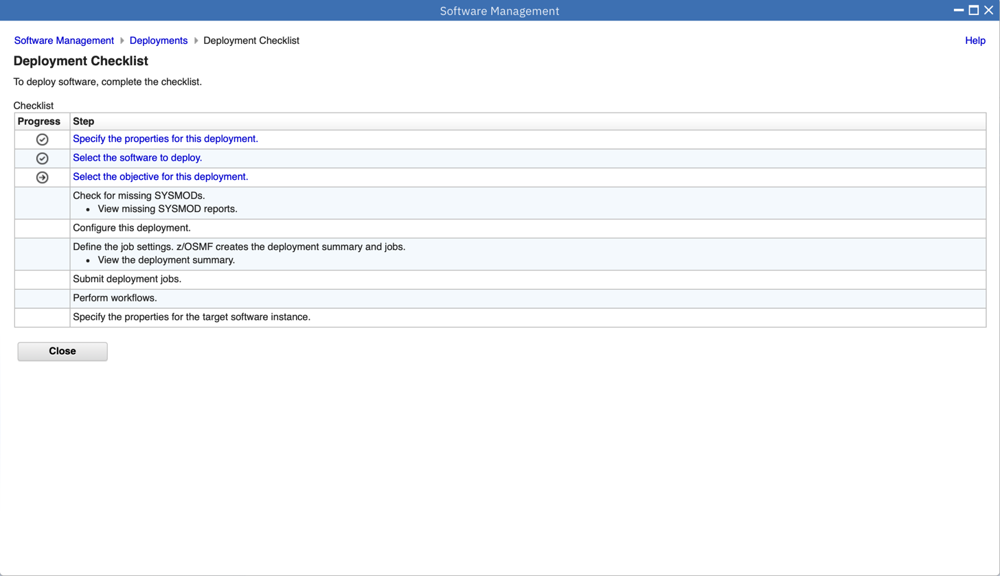 Software Management
Software Management Deployments Deployment Checklist Help
Deployment Checklist
To deploy software, complete the checklist.
Checklist
Progress Step
Specify the properties for this deployment.
Select the software to deploy.
Select the objective for this deployment.
Check for missing SYSMODs.
• View missing SYSMOD reports.
Configure this deployment.
Define the job settings. z/OSMF creates the deployment summary and jobs.
• View the deployment summary.
Submit deployment jobs.
Perform workflows.
Specify the properties for the target software instance.
Close